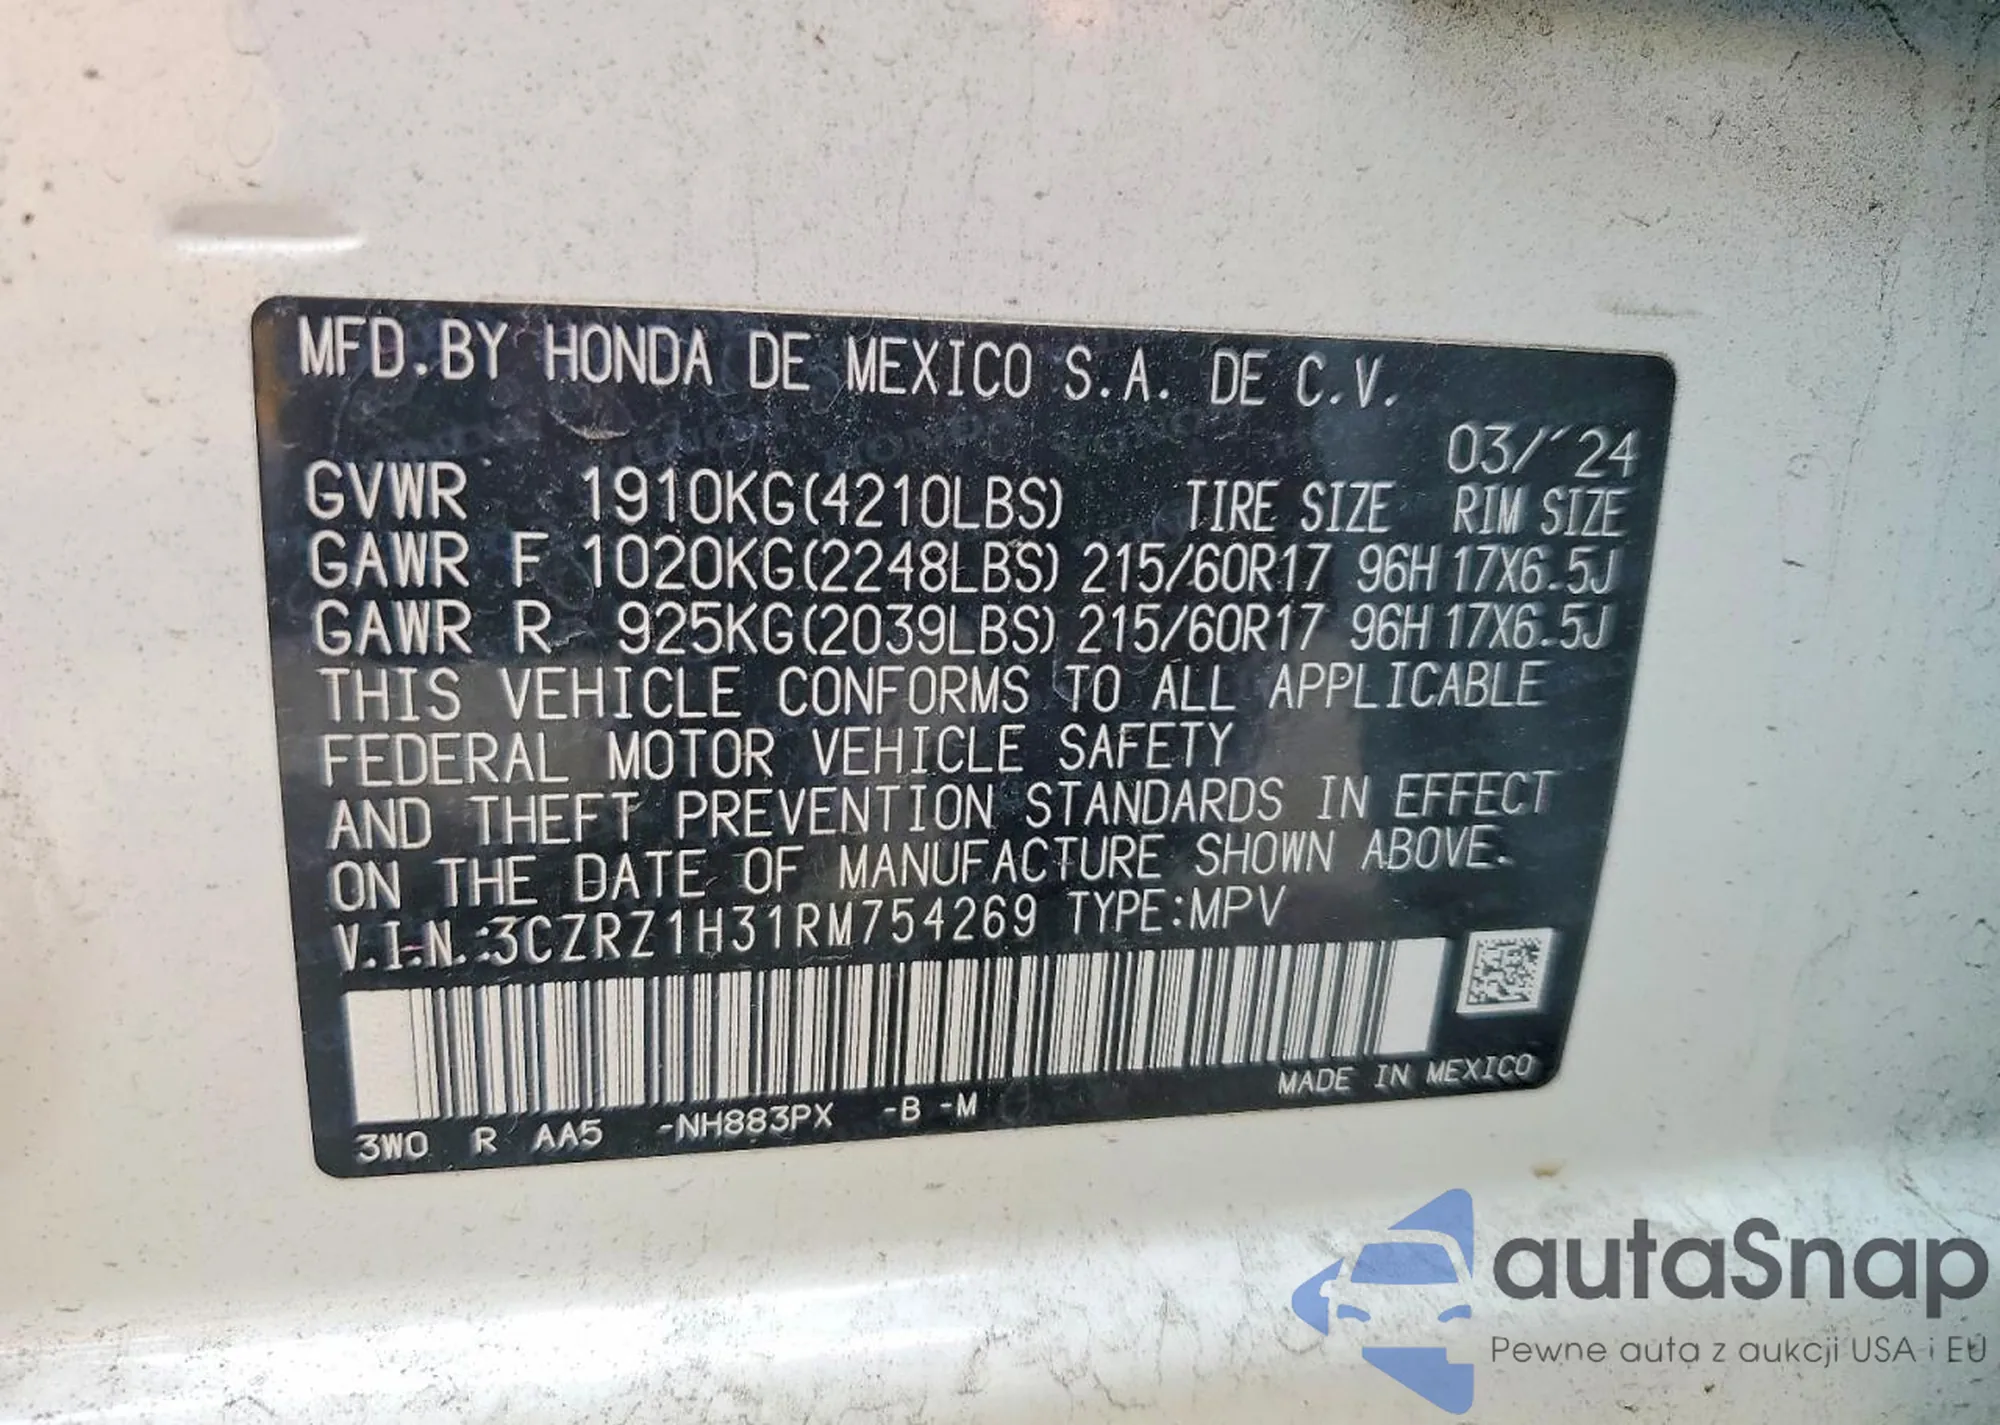 MFD.BY HONDA DE MEXICO S.A. DE C.V.
03/´24
GVWR 1910KG(4210LBS) TIRE SIZE RIM SIZE
GAWR F 1020KG(2248LBS) 215/60R17 96H 17X6.5J
GAWR R 925KG(2039LBS) 215/60R17 96H 17X6.5J
THIS VEHICLE CONFORMS TO ALL APPLICABLE
FEDERAL MOTOR VEHICLE SAFETY
AND THEFT PREVENTION STANDARDS IN EFFECT
ON THE DATE OF MANUFACTURE SHOWN ABOVE.
V.I.N.:3CZRZ1H31RM754269 TYPE:MPV
MADE IN MEXICO
3WO R AA5 -NH883PX -B -M
autaSnap
Pewne auta z aukcji USA i EU